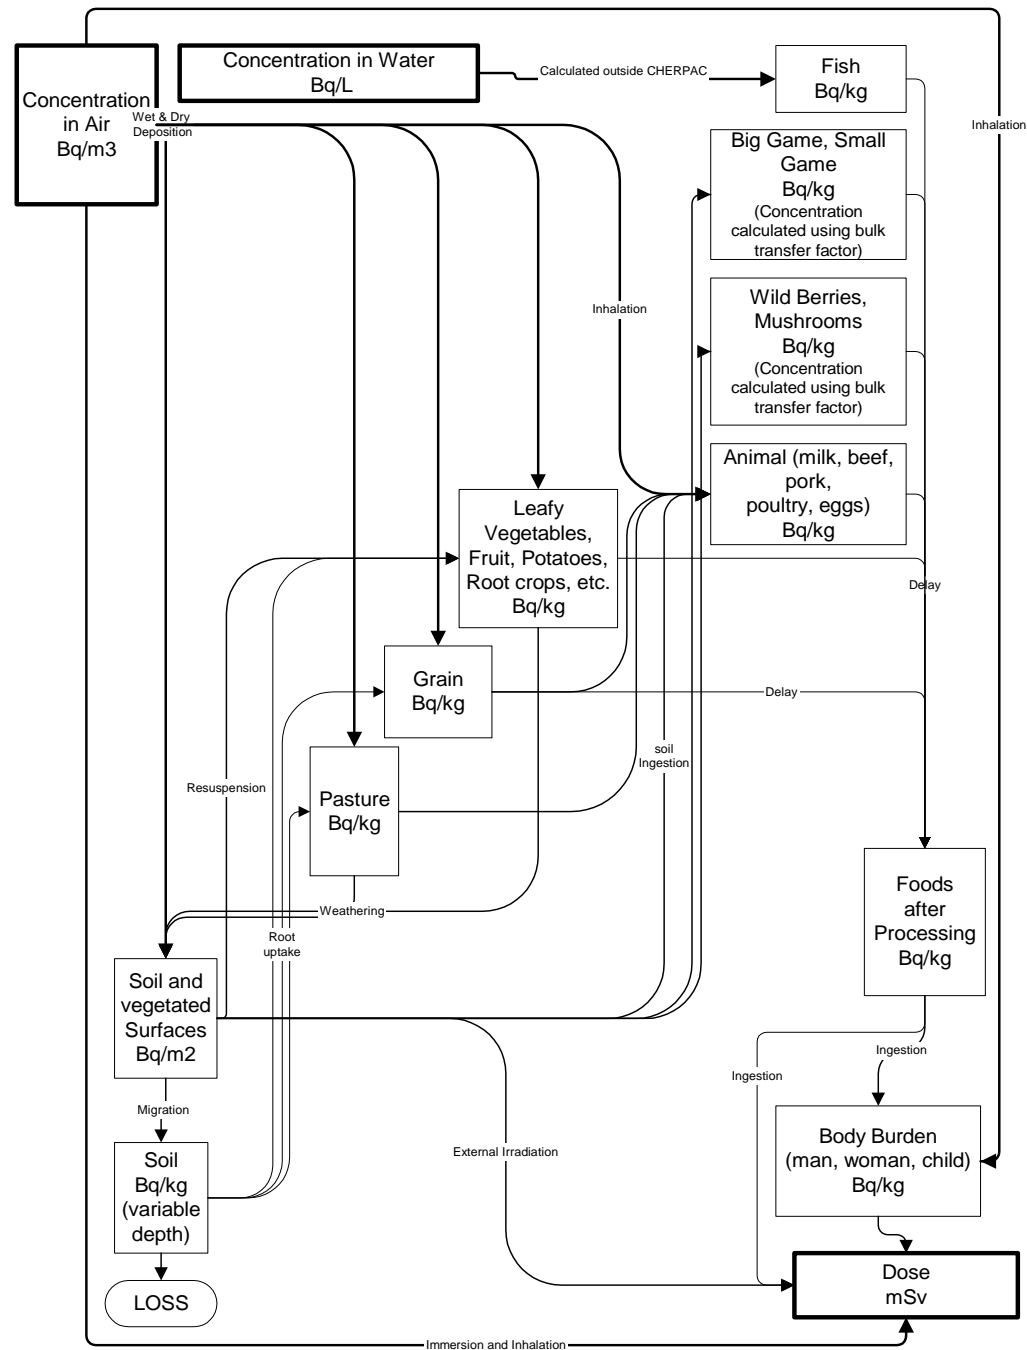 Concentration in Water
Bq/L
Calculated outside CHERPAC
Fish
Bq/kg
Concentration
in Air
Bq/m3
Wet & Dry
Deposition
Inhalation
Big Game, Small
Game
Bq/kg
(Concentration
calculated using bulk
transfer factor)
Wild Berries,
Mushrooms
Bq/kg
(Concentration
calculated using bulk
transfer factor)
Inhalation
Animal (milk, beef,
pork,
poultry, eggs)
Bq/kg
Leafy
Vegetables,
Fruit, Potatoes,
Root crops, etc.
Bq/kg
Delay
Grain
Bq/kg
Delay
soil
Ingestion
Resuspension
Pasture
Bq/kg
Weathering
Root
uptake
Foods
after
Processing
Bq/kg
Soil and
vegetated
Surfaces
Bq/m2
Ingestion
Ingestion
Migration
Body Burden
(man, woman, child)
Bq/kg
External Irradiation
Soil
Bq/kg
(variable
depth)
Dose
mSv
LOSS
Immersion and Inhalation